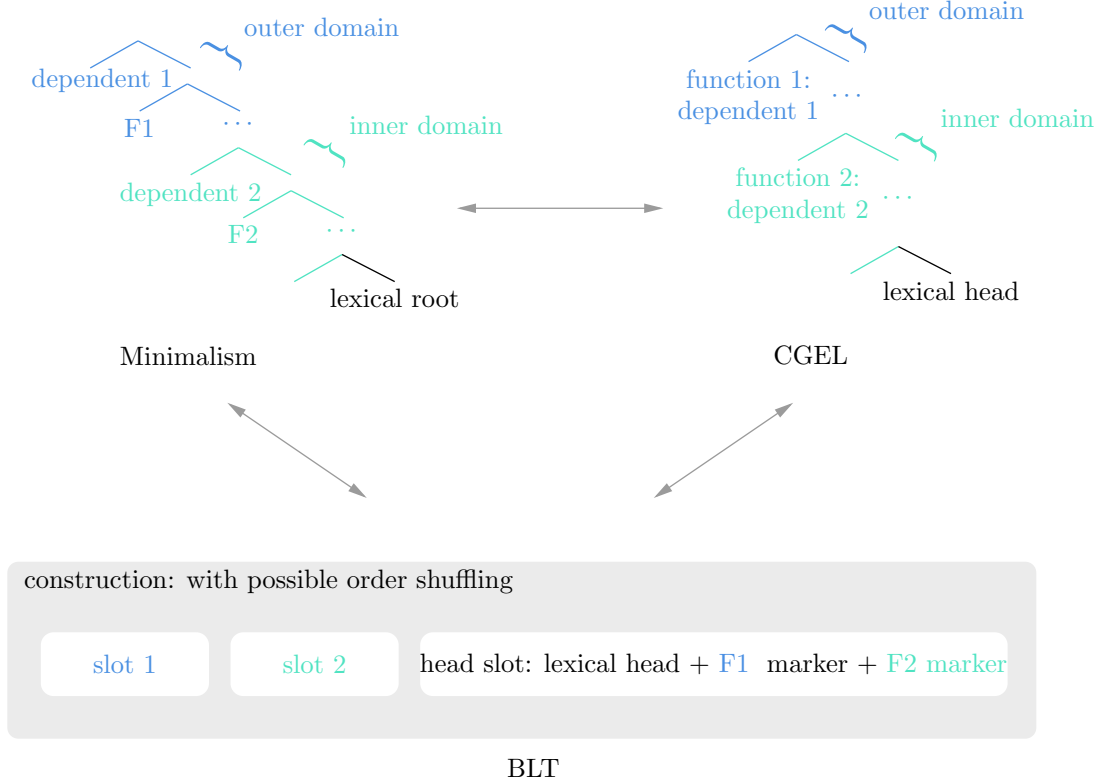 outer domain
dependent 1
F1
...
inner domain
dependent 2
F2
...
lexical root
Minimalism
outer domain
function 1:
dependent 1
...
inner domain
function 2:
dependent 2
...
lexical head
CGEL
construction: with possible order shuffling
slot 1
slot 2
head slot: lexical head + F1 marker + F2 marker
BLT